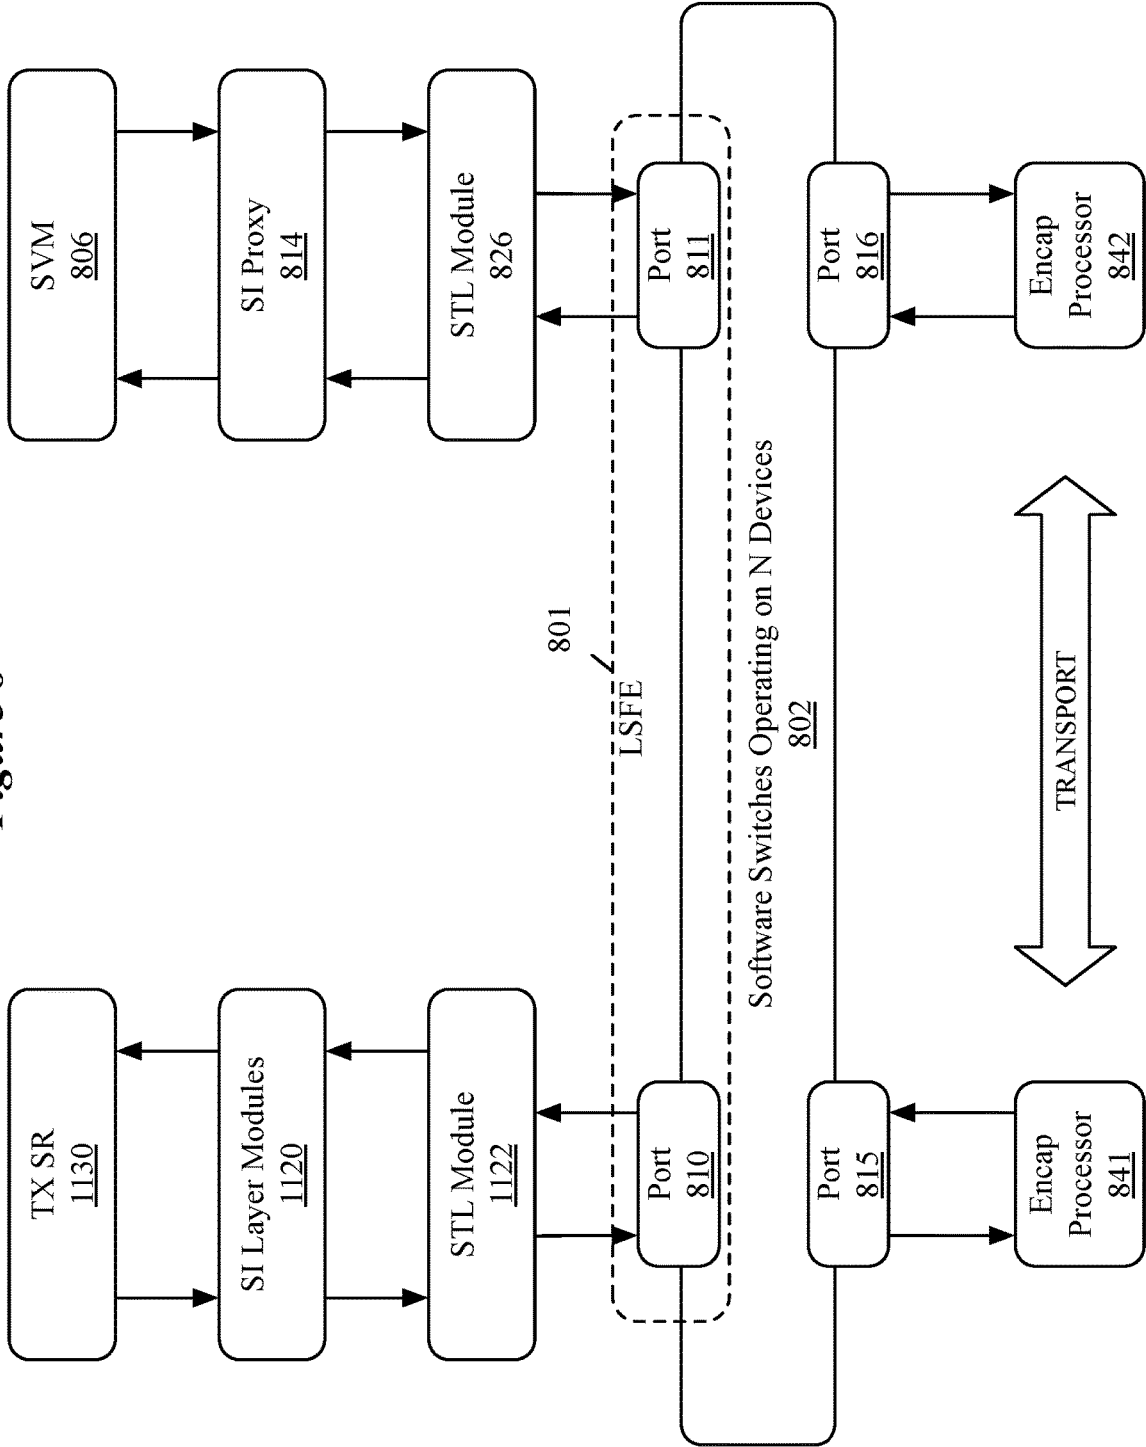 TX SR
1130
SVM
806
SI Layer Modules
1120
SI Proxy
814
STL Module
1122
STL Module
826
801
LSFE
Port
810
Port
811
Software Switches Operating on N Devices
802
Port
815
Port
816
Encap
Processor
841
TRANSPORT
Encap
Processor
842